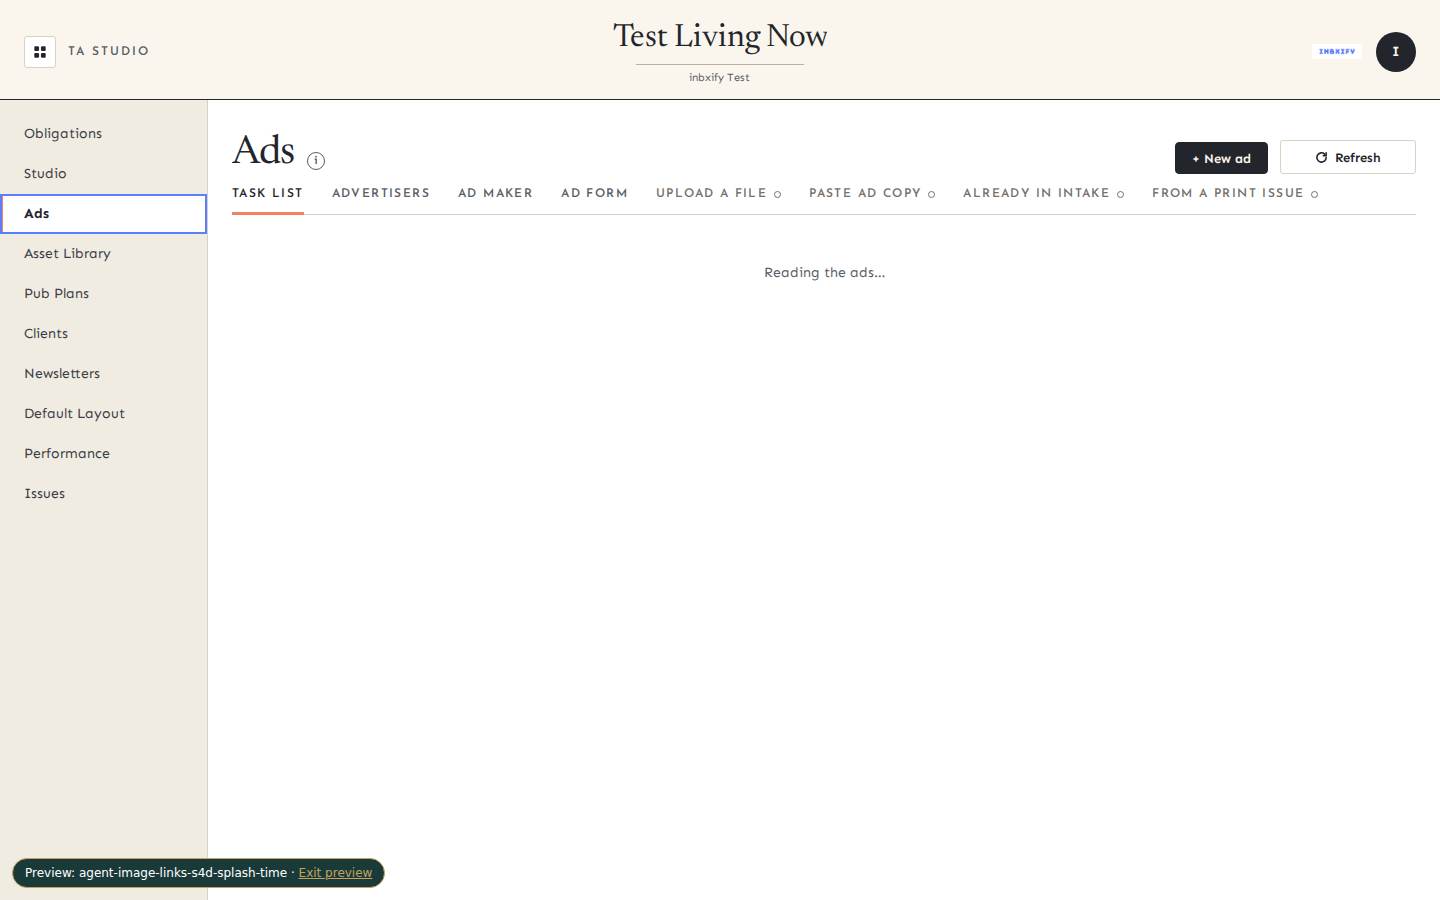 TA STUDIO
Test Living Now
inbxify Test
INBXIFY
I
Obligations
Studio
Ads
Asset Library
Pub Plans
Clients
Newsletters
Default Layout
Performance
Issues
Ads
i
+ New ad
Refresh
TASK LIST
ADVERTISERS
AD MAKER
AD FORM
UPLOAD A FILE
PASTE AD COPY
ALREADY IN INTAKE
FROM A PRINT ISSUE
Reading the ads...
Preview: agent-image-links-s4d-splash-time · Exit preview